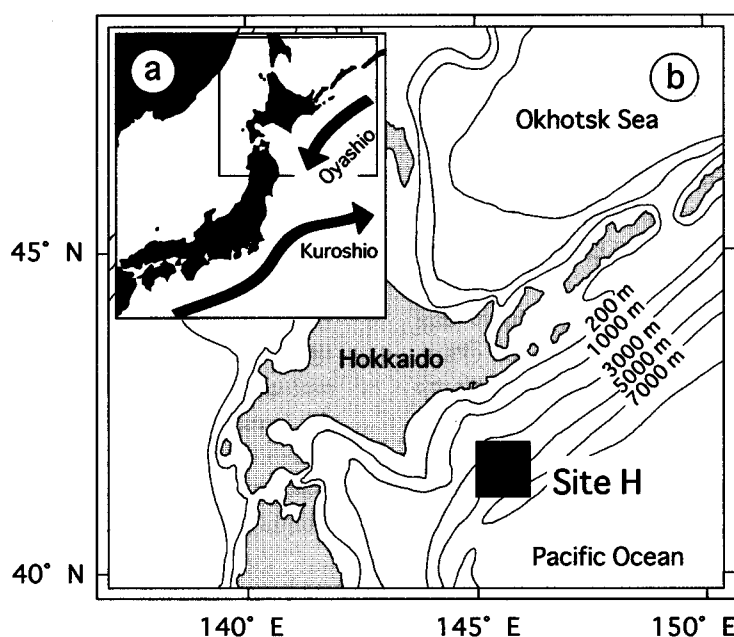 a
b
Okhotsk Sea
Oyashio
Kuroshio
45° N
200 m
1000 m
3000 m
5000 m
7000 m
Hokkaido
Site H
Pacific Ocean
40° N
140° E
145° E
150° E